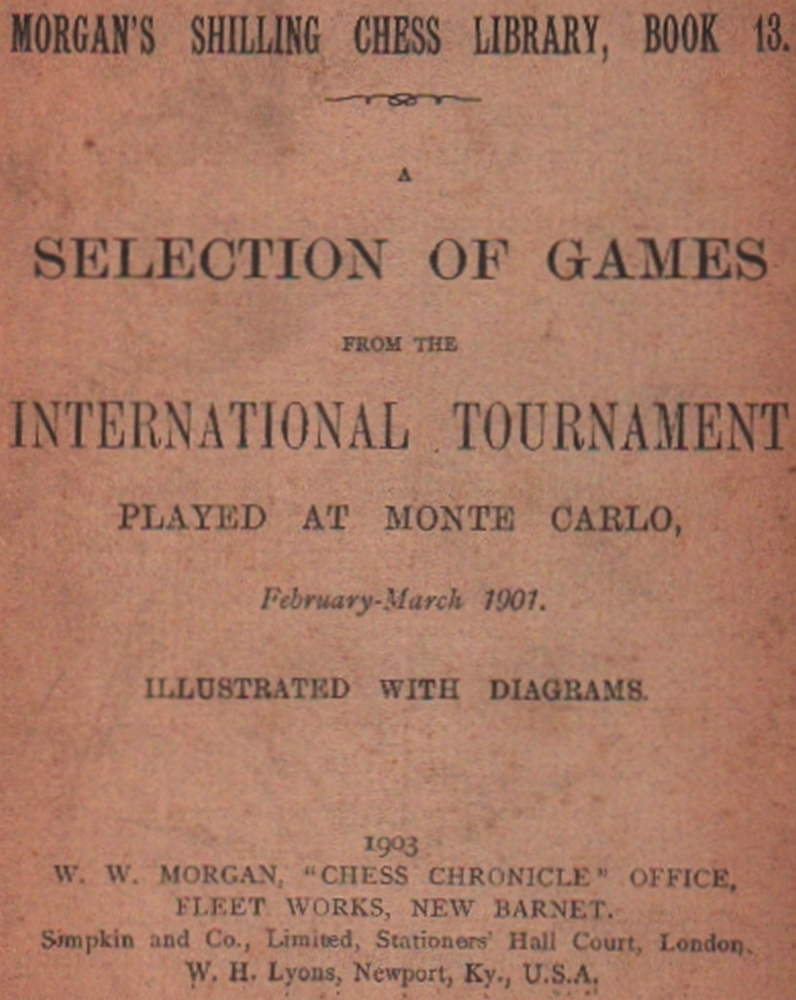 MORGAN'S SHILLING CHESS LIBRARY, BOOK 13.
A
SELECTION OF GAMES
FROM THE
INTERNATIONAL TOURNAMENT
PLAYED AT MONTE CARLO,
February-March 1901.
ILLUSTRATED WITH DIAGRAMS.
1903
W. W. MORGAN, "CHESS CHRONICLE" OFFICE,
FLEET WORKS, NEW BARNET.
Simpkin and Co., Limited, Stationers' Hall Court, London,
W. H. Lyons, Newport, Ky., U.S.A.